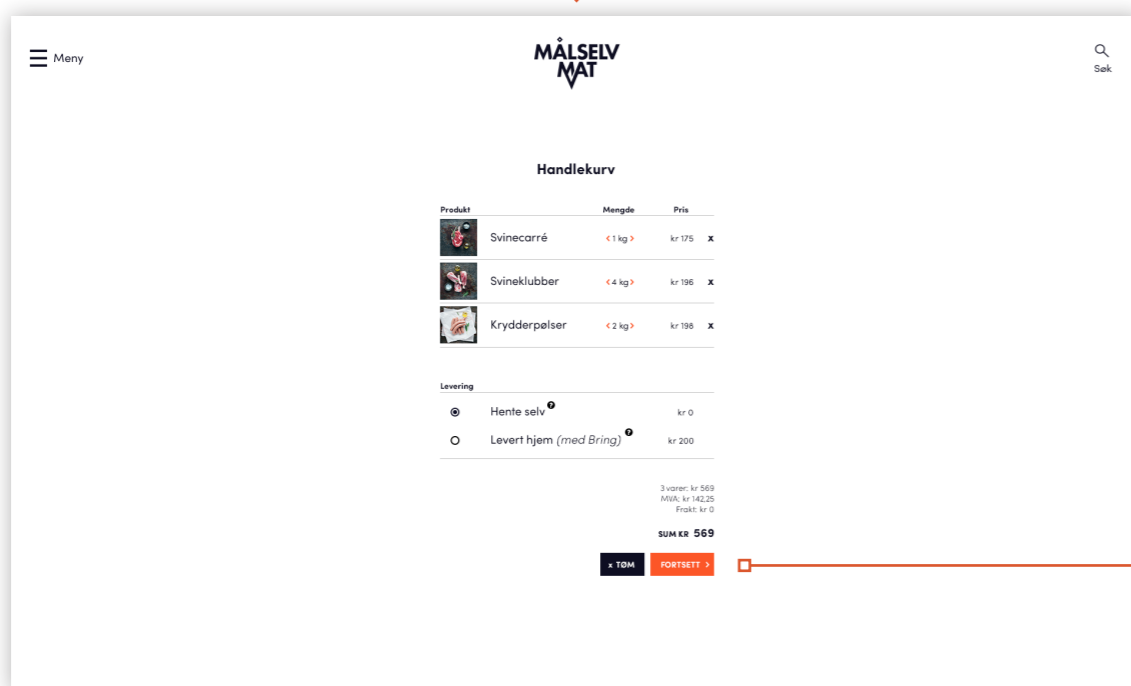 Meny
MÅLSELV
MAT
Søk
Handlekurv
Produkt Mengde Pris
Svinecarré < 1 kg > kr 175 x
Svineklubber < 4 kg > kr 196 x
Krydderpølser < 2 kg > kr 198 x
Levering
Hente selv ? kr 0
Levert hjem (med Bring) ? kr 200
3 varer: kr 569
MVA: kr 142,25
Frakt: kr 0
SUM KR 569
x TØM FORTSETT >